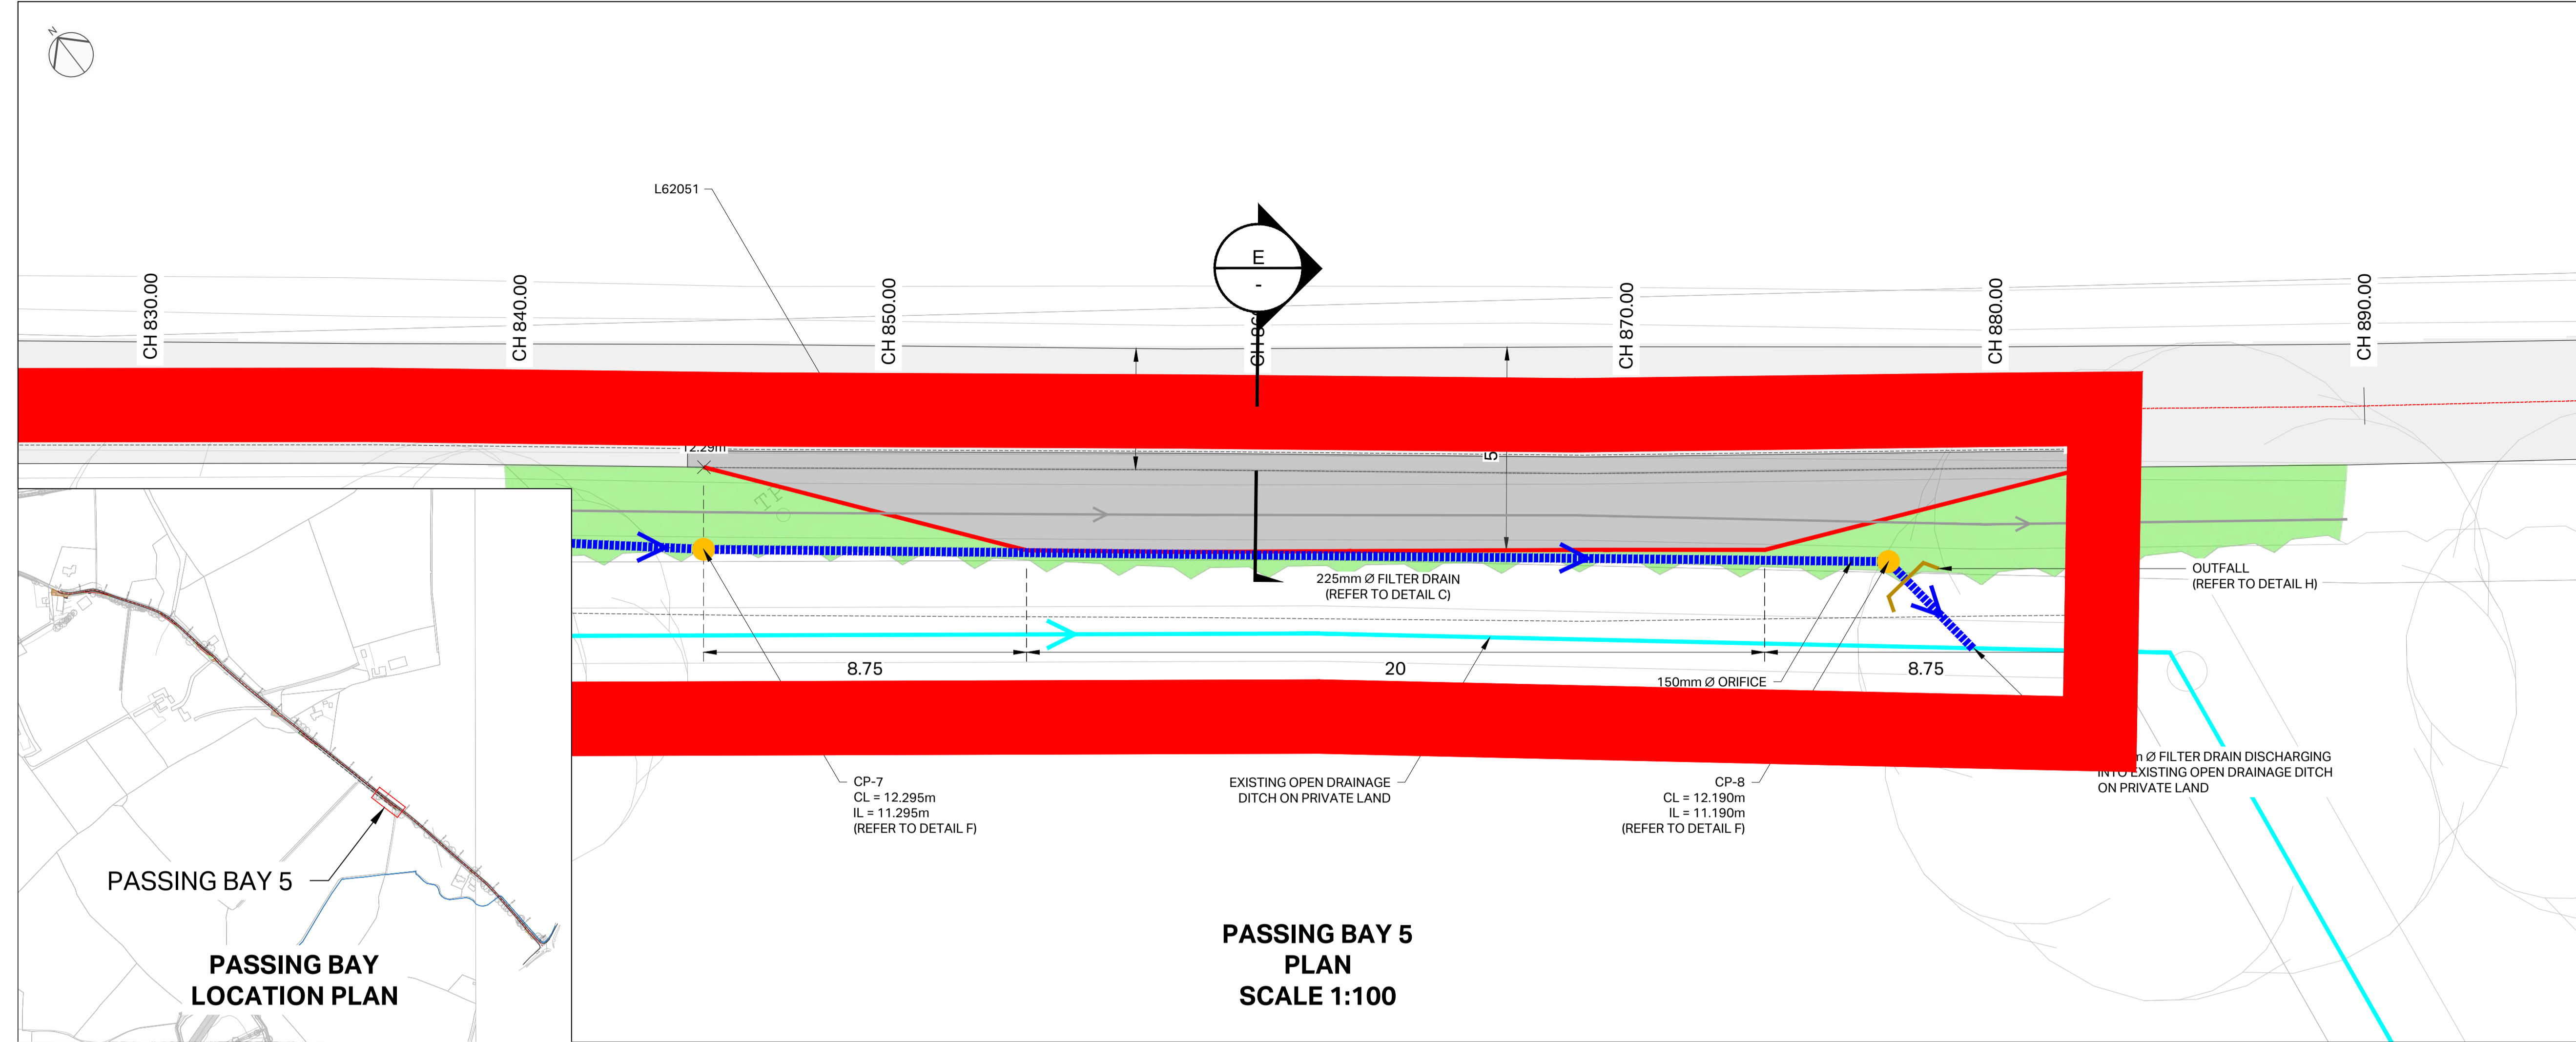 N
L62051
E
-
CH 830.00
CH 840.00
CH 850.00
CH 870.00
CH 880.00
CH 890.00
12.29m
5
225mm Ø FILTER DRAIN
(REFER TO DETAIL C)
OUTFALL
(REFER TO DETAIL H)
8.75
20
8.75
150mm Ø ORIFICE
CP-7
CL = 12.295m
IL = 11.295m
(REFER TO DETAIL F)
EXISTING OPEN DRAINAGE
DITCH ON PRIVATE LAND
CP-8
CL = 12.190m
IL = 11.190m
(REFER TO DETAIL F)
Ø FILTER DRAIN DISCHARGING
INTO EXISTING OPEN DRAINAGE DITCH
ON PRIVATE LAND
PASSING BAY 5
PASSING BAY
LOCATION PLAN
PASSING BAY 5
PLAN
SCALE 1:100